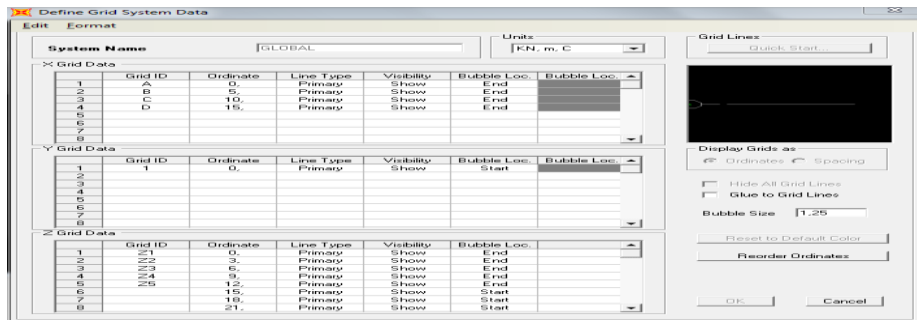 Define Grid System Data
Edit Format
System Name GLOBAL
Units
KN, m, C
Grid Lines
Quick Start...
X Grid Data
Grid ID Ordinate Line Type Visibility Bubble Loc. Bubble Loc.
1 A 0, Primary Show End
2 B 5, Primary Show End
3 C 10, Primary Show End
4 D 15, Primary Show End
5
6
7
8
Y Grid Data
Grid ID Ordinate Line Type Visibility Bubble Loc. Bubble Loc.
1 1 0, Primary Show Start
2
3
4
5
6
7
8
Display Grids as
Ordinates Spacing
Hide All Grid Lines
Glue to Grid Lines
Bubble Size 1,25
Z Grid Data
Grid ID Ordinate Line Type Visibility Bubble Loc.
1 Z1 0, Primary Show End
2 Z2 3, Primary Show End
3 Z3 6, Primary Show End
4 Z4 9, Primary Show End
5 Z5 12, Primary Show End
6 15, Primary Show Start
7 18, Primary Show Start
8 21, Primary Show Start
Reset to Default Color
Reorder Ordinates
OK Cancel